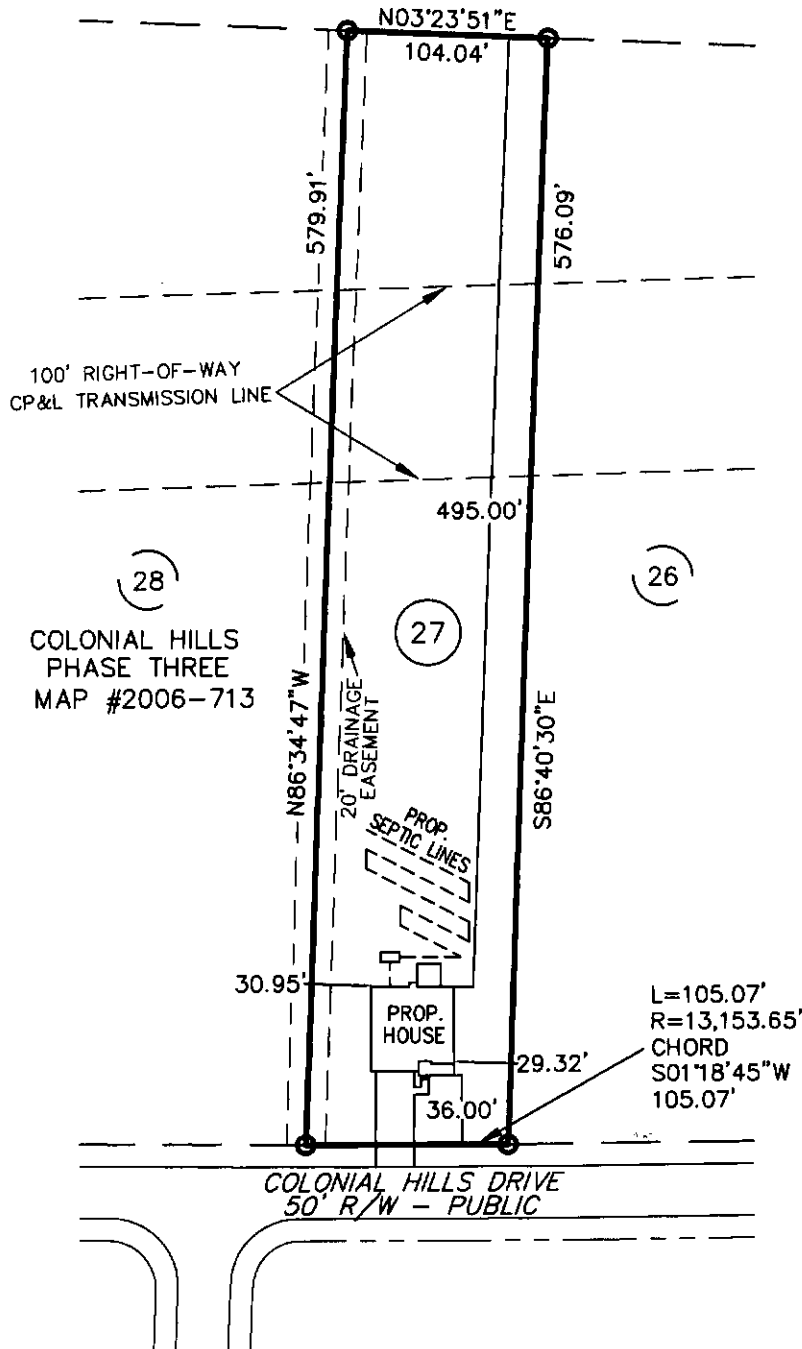 N03°23'51"E
104.04'
579.91'
576.09'
100' RIGHT-OF-WAY
CP&L TRANSMISSION LINE
495.00'
28
27
26
COLONIAL HILLS
PHASE THREE
MAP #2006-713
N86°34'47"W
20' DRAINAGE
EASEMENT
S86°40'30"E
PROP.
SEPTIC LINES
30.95'
PROP.
HOUSE
29.32'
36.00'
L=105.07'
R=13,153.65'
CHORD
S01°18'45"W
105.07'
COLONIAL HILLS DRIVE
50' R/W - PUBLIC